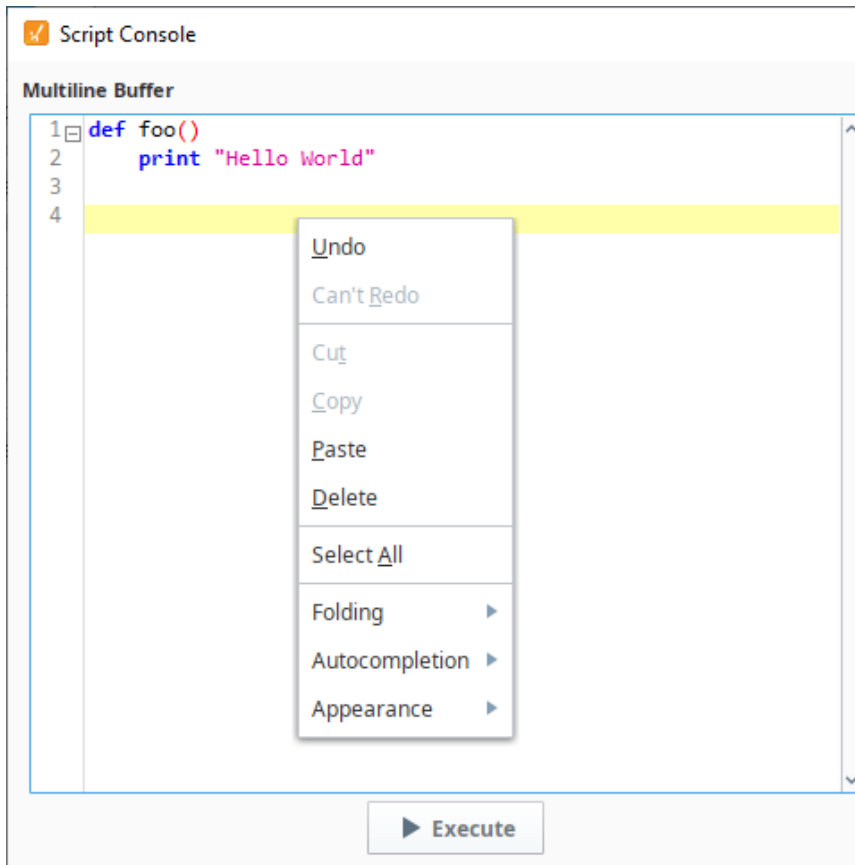 Script Console
Multiline Buffer
1 def foo()
2 print "Hello World"
3
4
Undo
Can't Redo
Cut
Copy
Paste
Delete
Select All
Folding
Autocompletion
Appearance
Execute